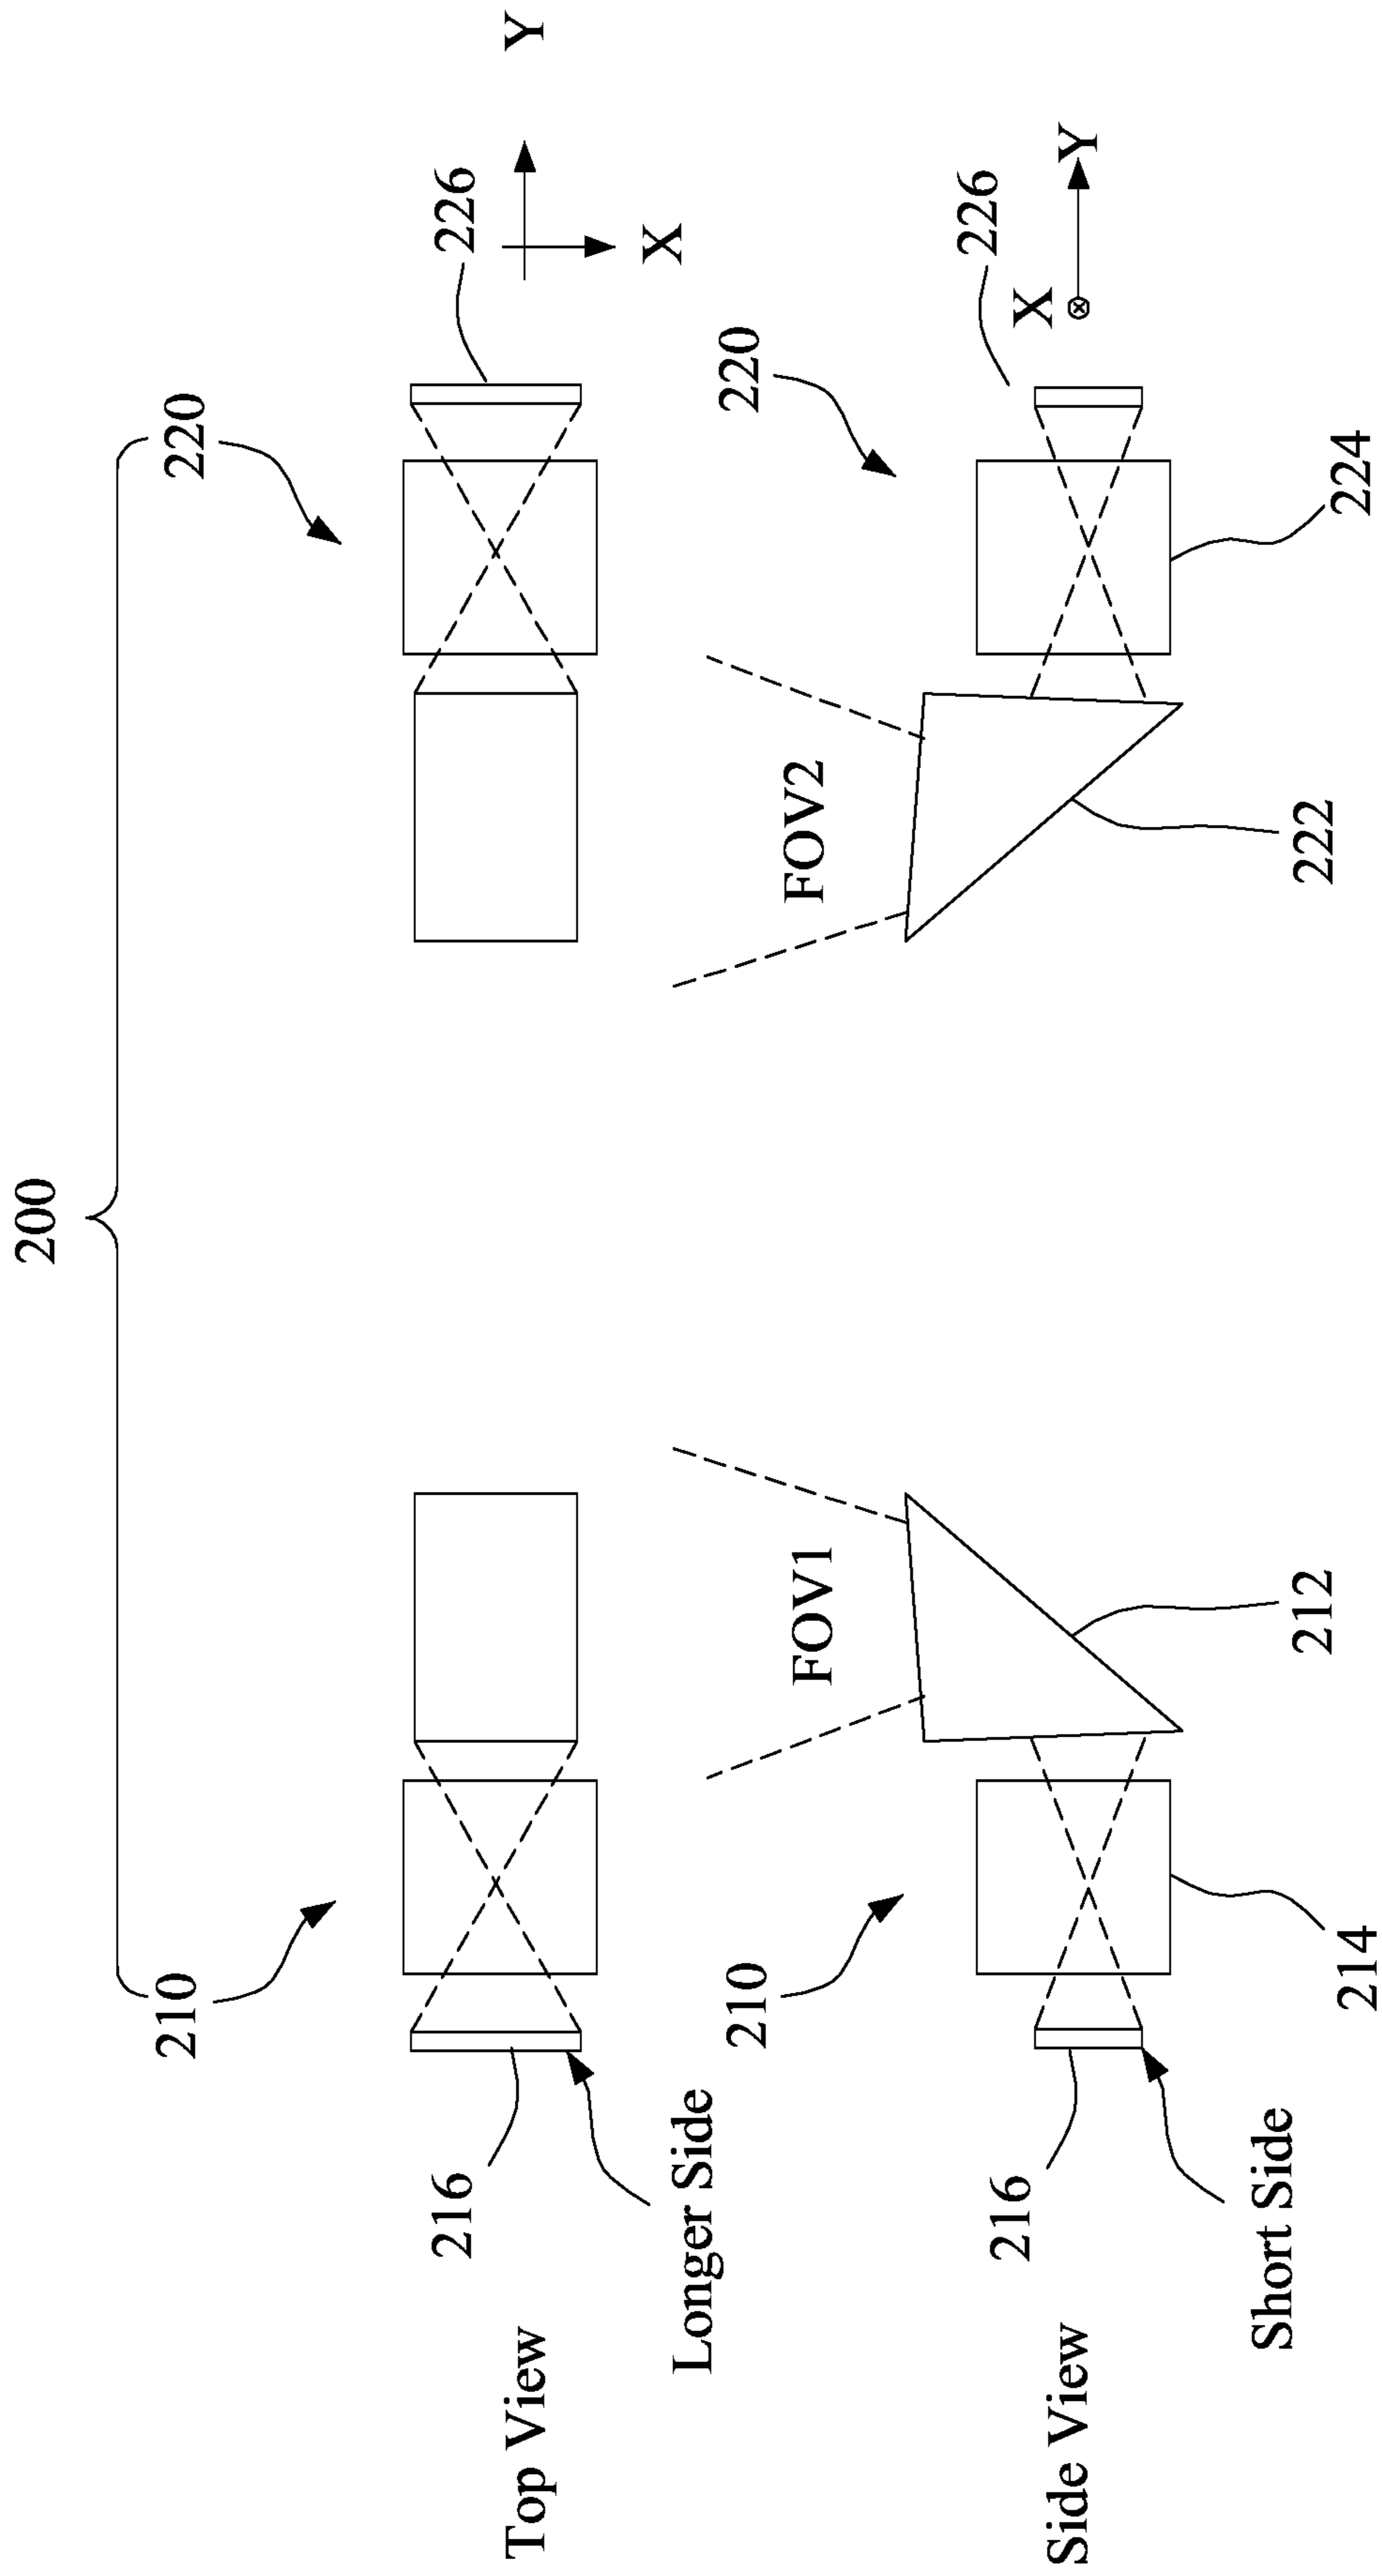 200
210
220
216
226
Top View
Y
X
Longer Side
210
220
FOV1
FOV2
216
226
X
Y
Side View
Short Side
212
222
214
224